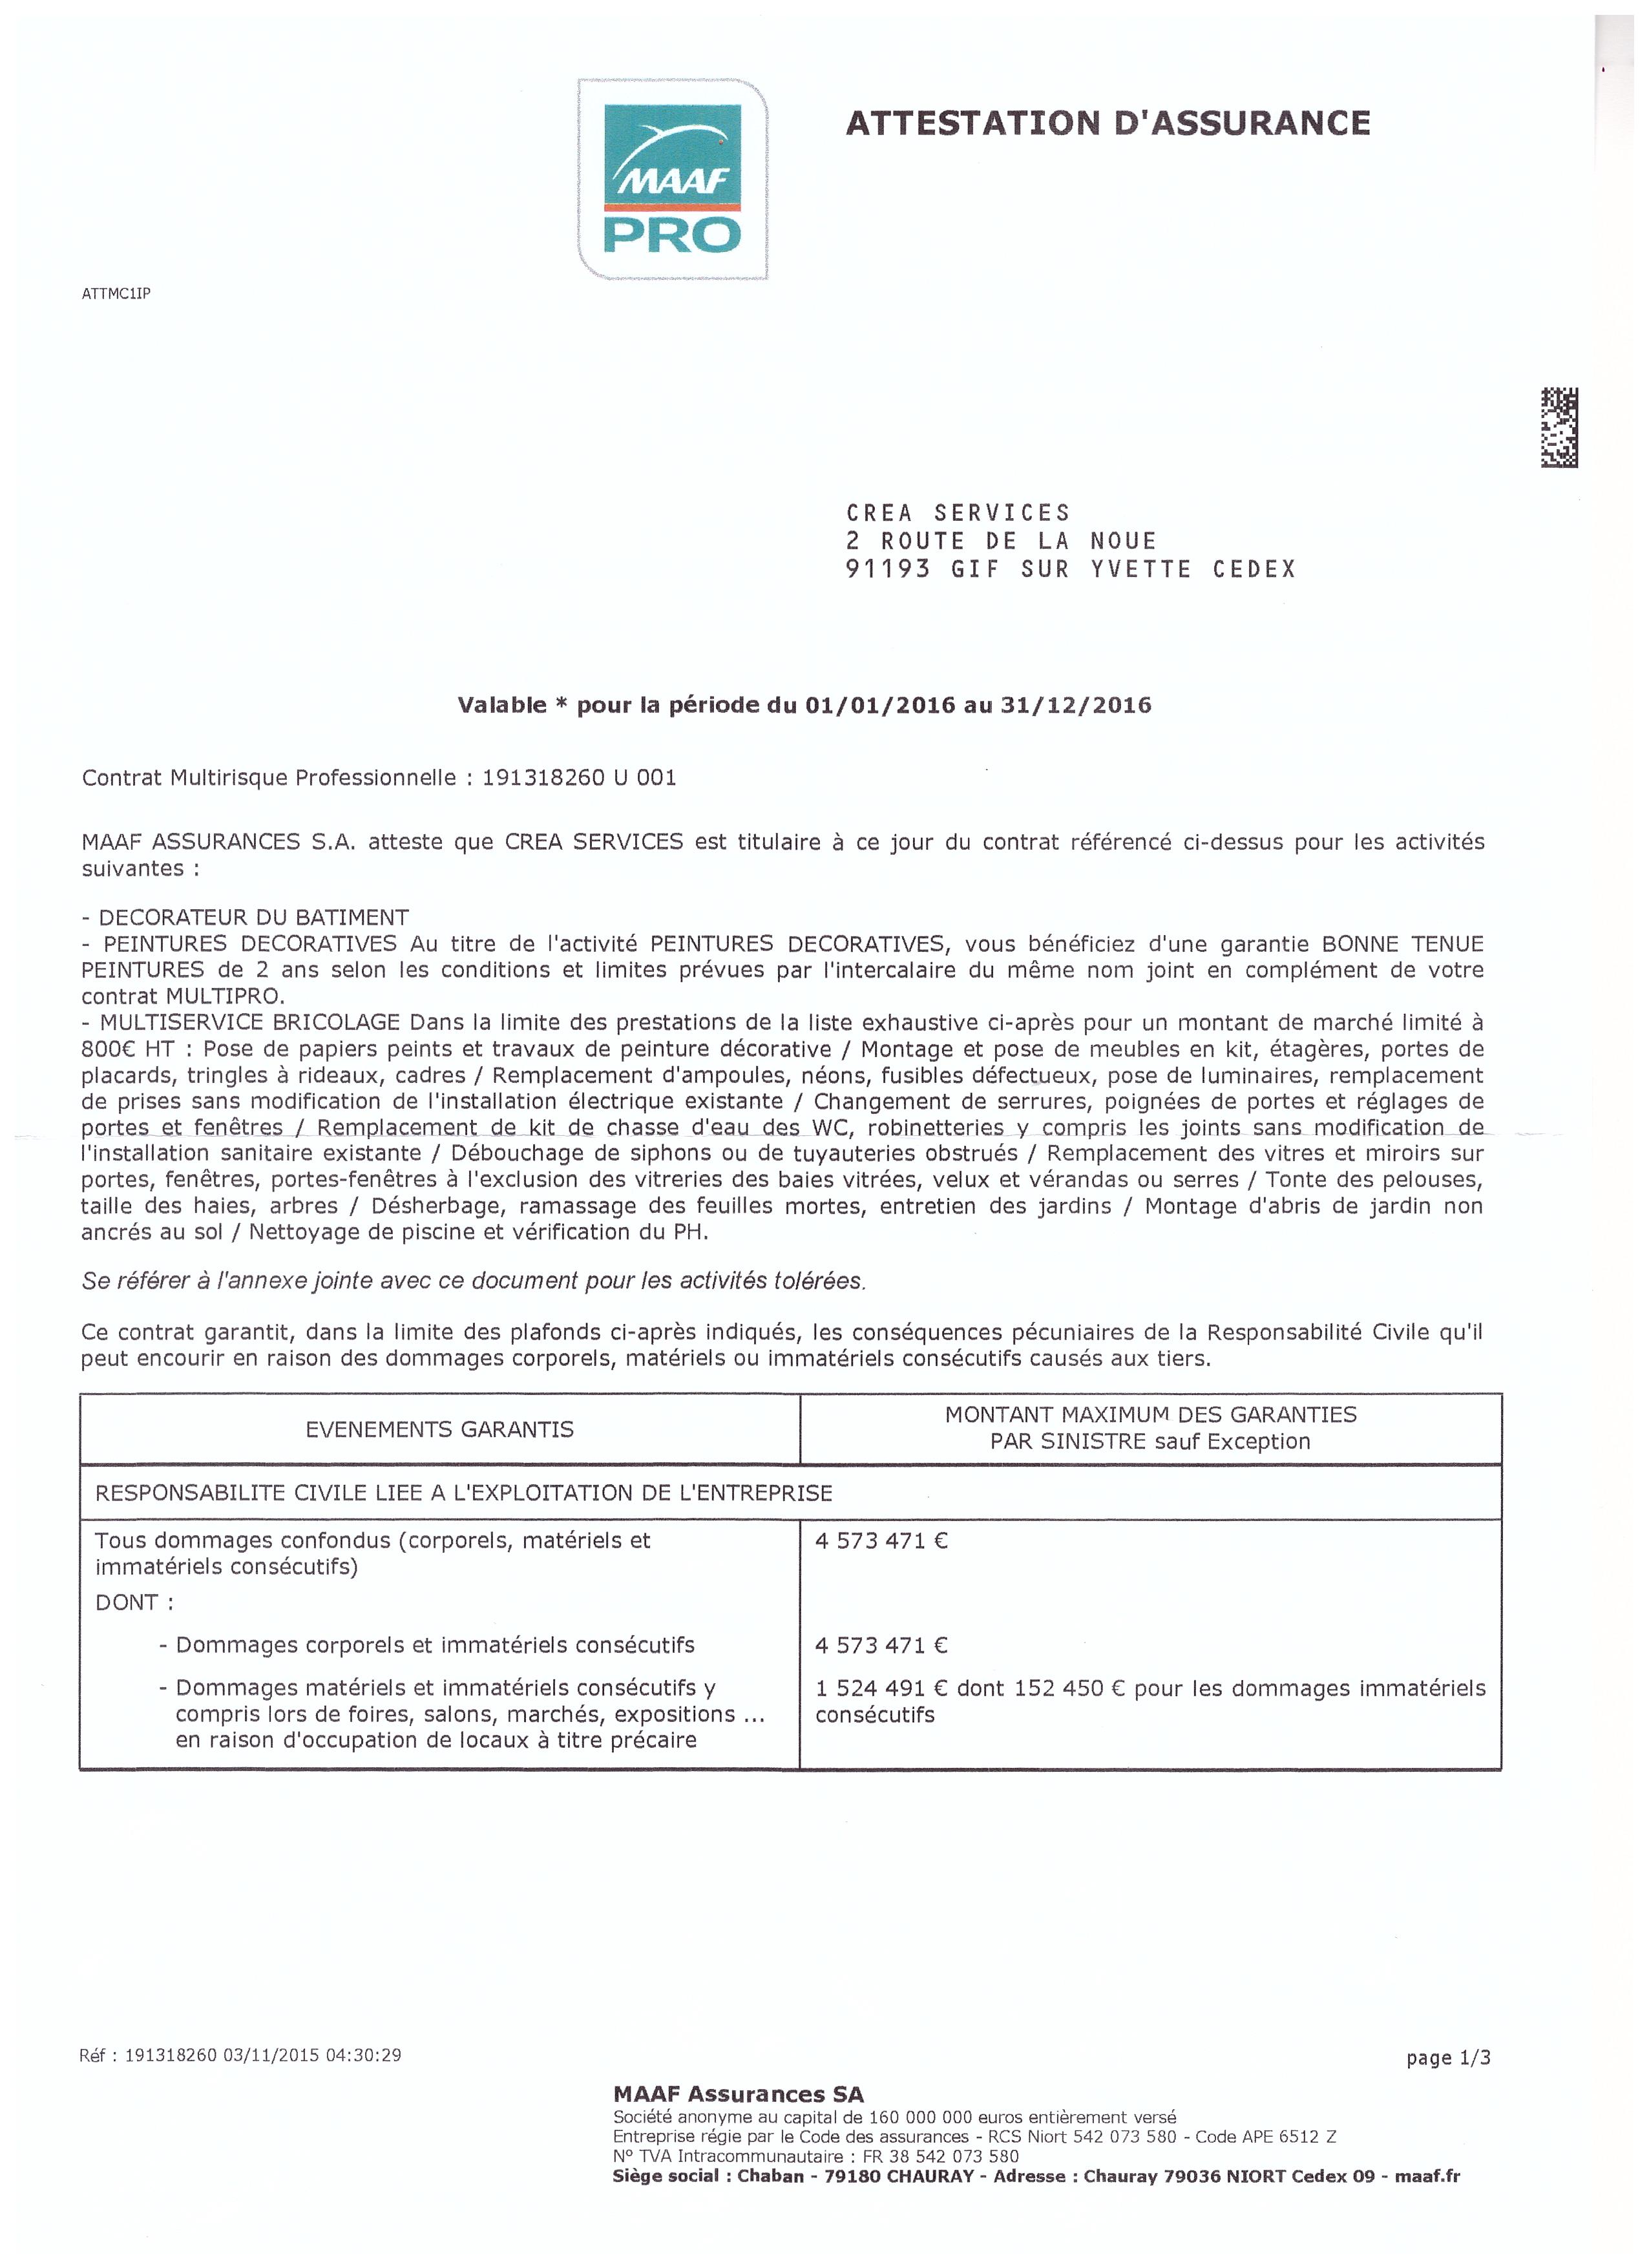 MAAF
PRO
ATTESTATION D'ASSURANCE
ATTMC1IP
CREA SERVICES
2 ROUTE DE LA NOUE
91193 GIF SUR YVETTE CEDEX
Valable * pour la période du 01/01/2016 au 31/12/2016
Contrat Multirisque Professionnelle : 191318260 U 001
MAAF ASSURANCES S.A. atteste que CREA SERVICES est titulaire à ce jour du contrat référencé ci-dessus pour les activités
suivantes :
- DECORATEUR DU BATIMENT
- PEINTURES DECORATIVES Au titre de l'activité PEINTURES DECORATIVES, vous bénéficiez d'une garantie BONNE TENUE
PEINTURES de 2 ans selon les conditions et limites prévues par l'intercalaire du même nom joint en complément de votre
contrat MULTIPRO.
- MULTISERVICE BRICOLAGE Dans la limite des prestations de la liste exhaustive ci-après pour un montant de marché limité à
800€ HT : Pose de papiers peints et travaux de peinture décorative / Montage et pose de meubles en kit, étagères, portes de
placards, tringles à rideaux, cadres / Remplacement d'ampoules, néons, fusibles défectueux, pose de luminaires, remplacement
de prises sans modification de l'installation électrique existante / Changement de serrures, poignées de portes et réglages de
portes et fenêtres / Remplacement de kit de chasse d'eau des WC, robinetteries y compris les joints sans modification de
l'installation sanitaire existante / Débouchage de siphons ou de tuyauteries obstrués / Remplacement des vitres et miroirs sur
portes, fenêtres, portes-fenêtres à l'exclusion des vitreries des baies vitrées, velux et vérandas ou serres / Tonte des pelouses,
taille des haies, arbres / Désherbage, ramassage des feuilles mortes, entretien des jardins / Montage d'abris de jardin non
ancrés au sol / Nettoyage de piscine et vérification du PH.
Se référer à l'annexe jointe avec ce document pour les activités tolérées.
Ce contrat garantit, dans la limite des plafonds ci-après indiqués, les conséquences pécuniaires de la Responsabilité Civile qu'il
peut encourir en raison des dommages corporels, matériels ou immatériels consécutifs causés aux tiers.
EVENEMENTS GARANTIS
MONTANT MAXIMUM DES GARANTIES
PAR SINISTRE sauf Exception
RESPONSABILITE CIVILE LIEE A L'EXPLOITATION DE L'ENTREPRISE
Tous dommages confondus (corporels, matériels et
immatériels consécutifs)
4 573 471 €
DONT :
- Dommages corporels et immatériels consécutifs
4 573 471 €
- Dommages matériels et immatériels consécutifs y
compris lors de foires, salons, marchés, expositions ...
en raison d'occupation de locaux à titre précaire
1 524 491 € dont 152 450 € pour les dommages immatériels
consécutifs
Réf : 191318260 03/11/2015 04:30:29
page 1/3
MAAF Assurances SA
Société anonyme au capital de 160 000 000 euros entièrement versé
Entreprise régie par le Code des assurances - RCS Niort 542 073 580 - Code APE 6512 Z
N° TVA Intracommunautaire : FR 38 542 073 580
Siège social : Chaban - 79180 CHAURAY - Adresse : Chauray 79036 NIORT Cedex 09 - maaf.fr